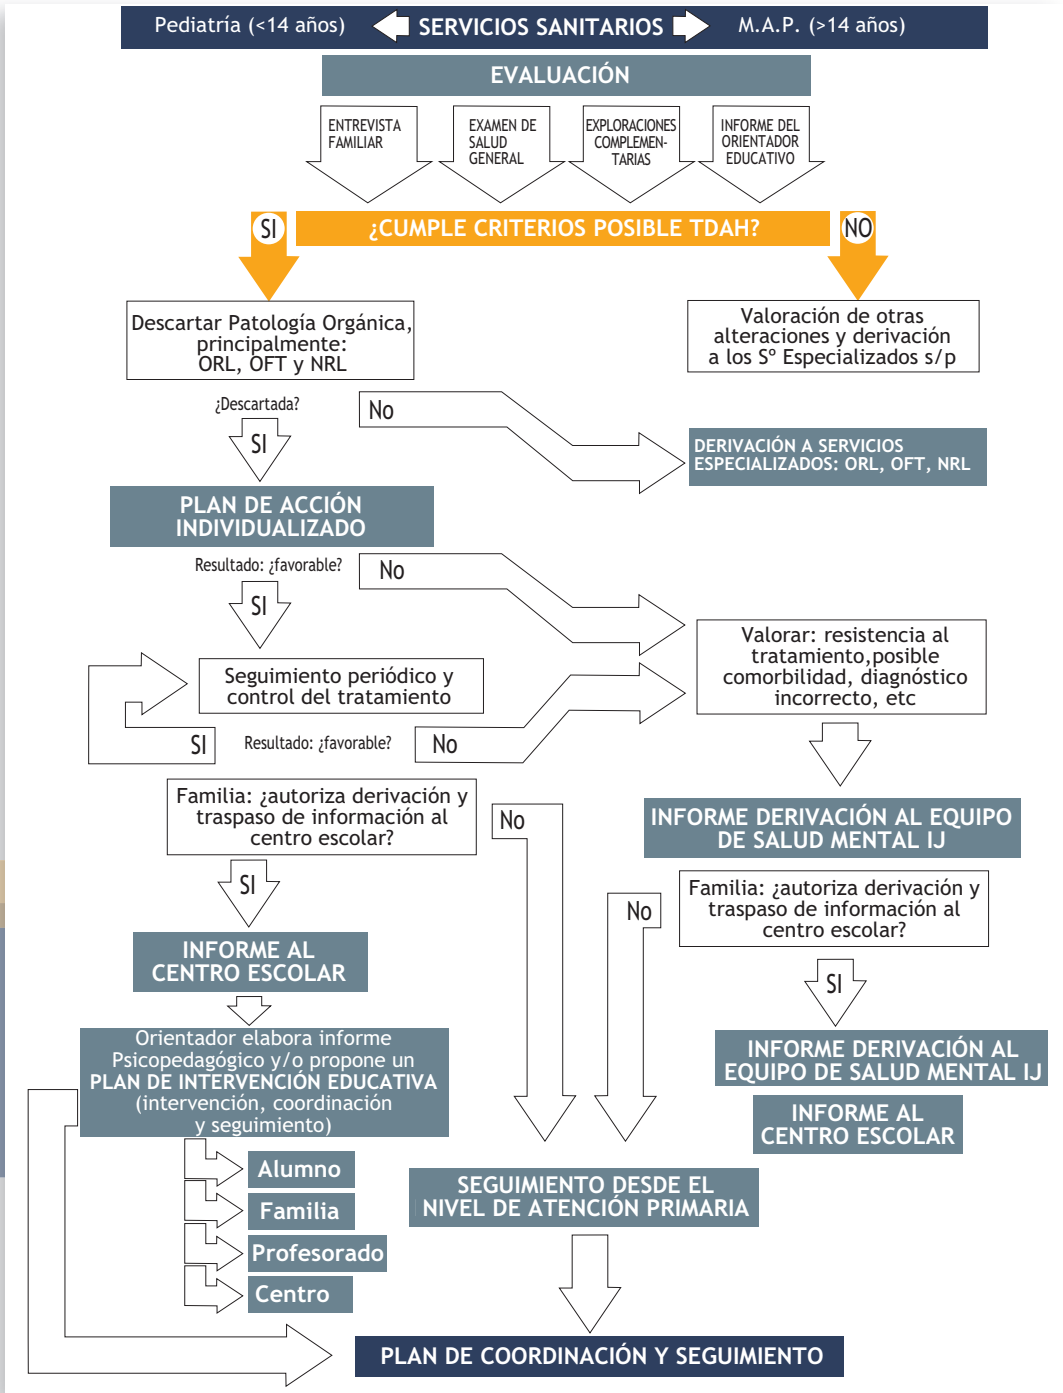 Pediatría (<14 años)
SERVICIOS SANITARIOS
M.A.P. (>14 años)
EVALUACIÓN
ENTREVISTA
FAMILIAR
EXAMEN DE
SALUD
GENERAL
EXPLORACIONES
COMPLEMEN-
TARIAS
INFORME DEL
ORIENTADOR
EDUCATIVO
SI
¿CUMPLE CRITERIOS POSIBLE TDAH?
NO
Descartar Patología Orgánica,
principalmente:
ORL, OFT y NRL
Valoración de otras
alteraciones y derivación
a los Sº Especializados s/p
¿Descartada?
No
SI
DERIVACIÓN A SERVICIOS
ESPECIALIZADOS: ORL, OFT, NRL
PLAN DE ACCIÓN
INDIVIDUALIZADO
Resultado: ¿favorable?
No
SI
Seguimiento periódico y
control del tratamiento
Valorar: resistencia al
tratamiento,posible
comorbilidad, diagnóstico
incorrecto, etc
SI
Resultado: ¿favorable?
No
Familia: ¿autoriza derivación y
traspaso de información al
centro escolar?
No
INFORME DERIVACIÓN AL EQUIPO
DE SALUD MENTAL IJ
SI
Familia: ¿autoriza derivación y
traspaso de información al
centro escolar?
No
INFORME AL
CENTRO ESCOLAR
SI
Orientador elabora informe
Psicopedagógico y/o propone un
PLAN DE INTERVENCIÓN EDUCATIVA
(intervención, coordinación
y seguimiento)
INFORME DERIVACIÓN AL
EQUIPO DE SALUD MENTAL IJ
INFORME AL
CENTRO ESCOLAR
Alumno
Familia
Profesorado
Centro
SEGUIMIENTO DESDE EL
NIVEL DE ATENCIÓN PRIMARIA
PLAN DE COORDINACIÓN Y SEGUIMIENTO